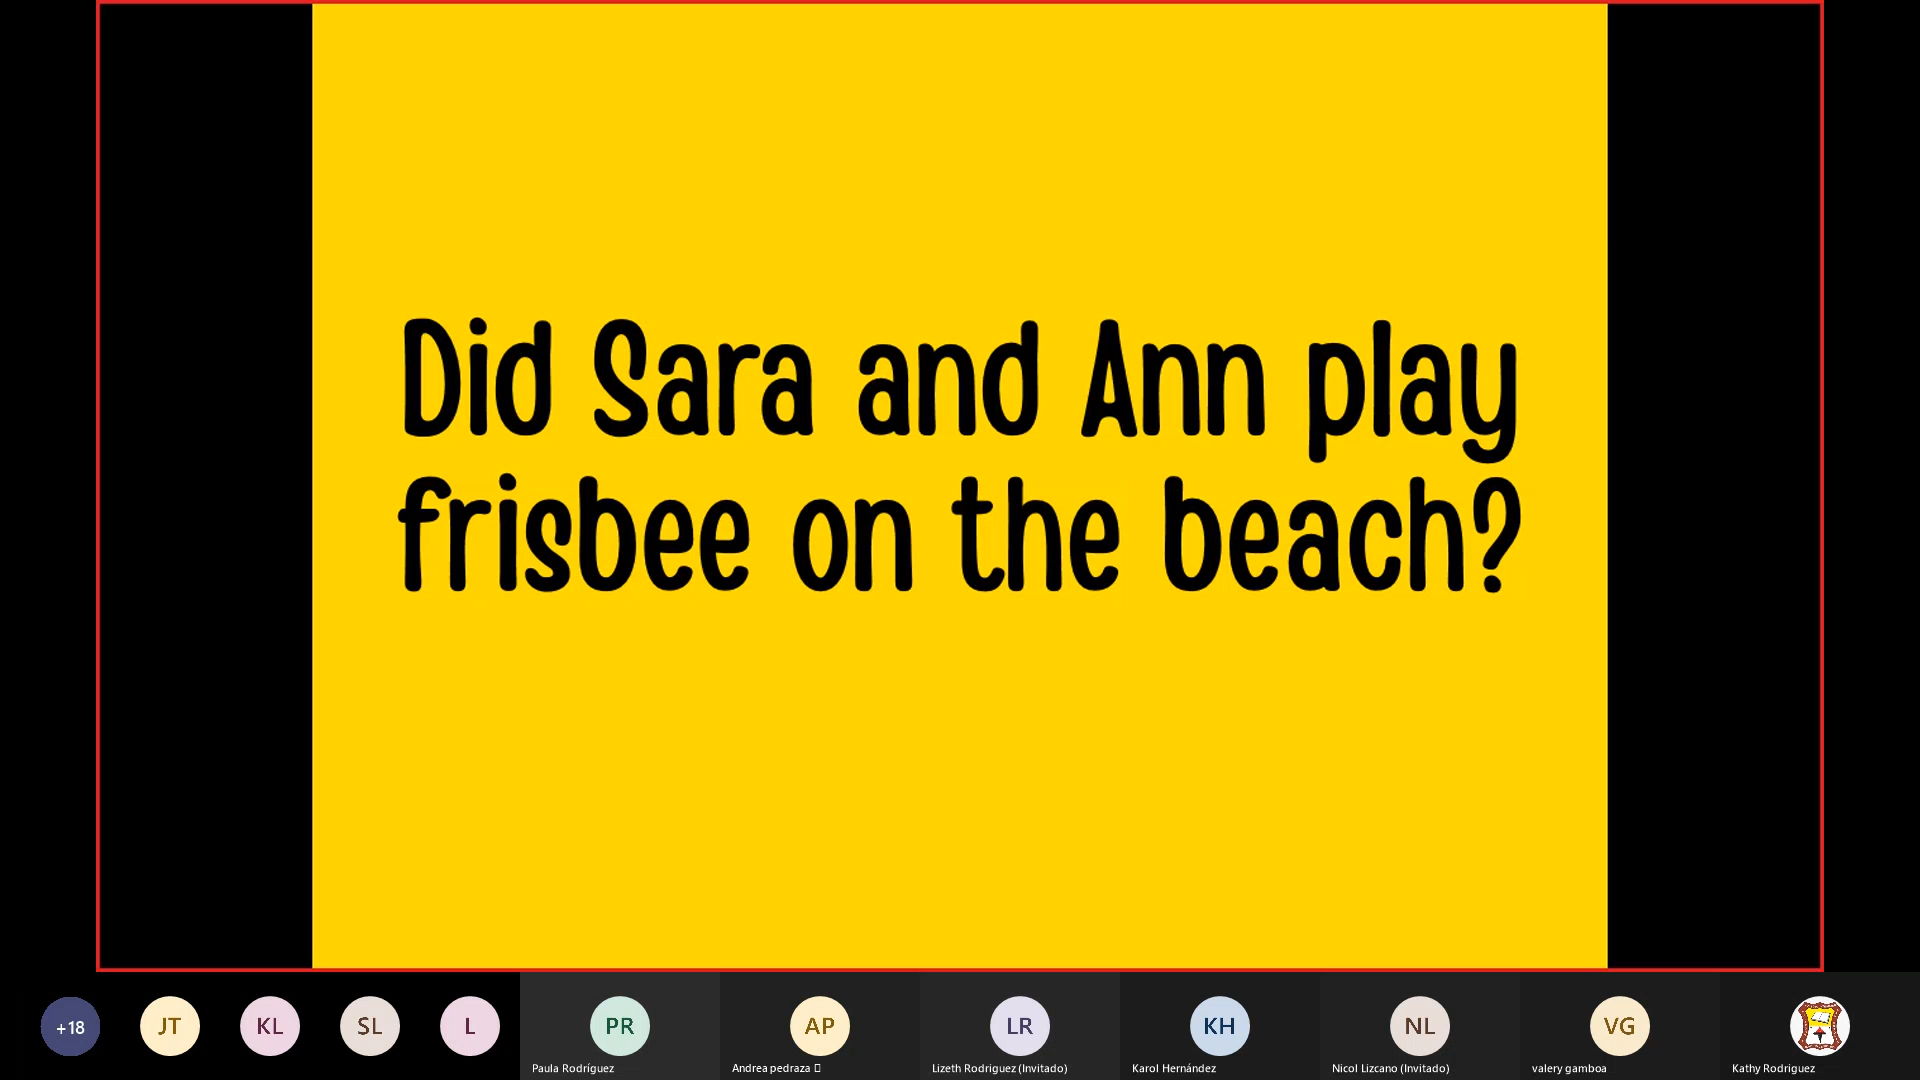 Did Sara and Ann play
frisbee on the beach?
+18
JT
KL
SL
L
PR
AP
LR
KH
NL
VG
Paula Rodríguez
Andrea pedraza
Lizeth Rodriguez (Invitado)
Karol Hernández
Nicol Lizcano (Invitado)
valery gamboa
Kathy Rodriguez